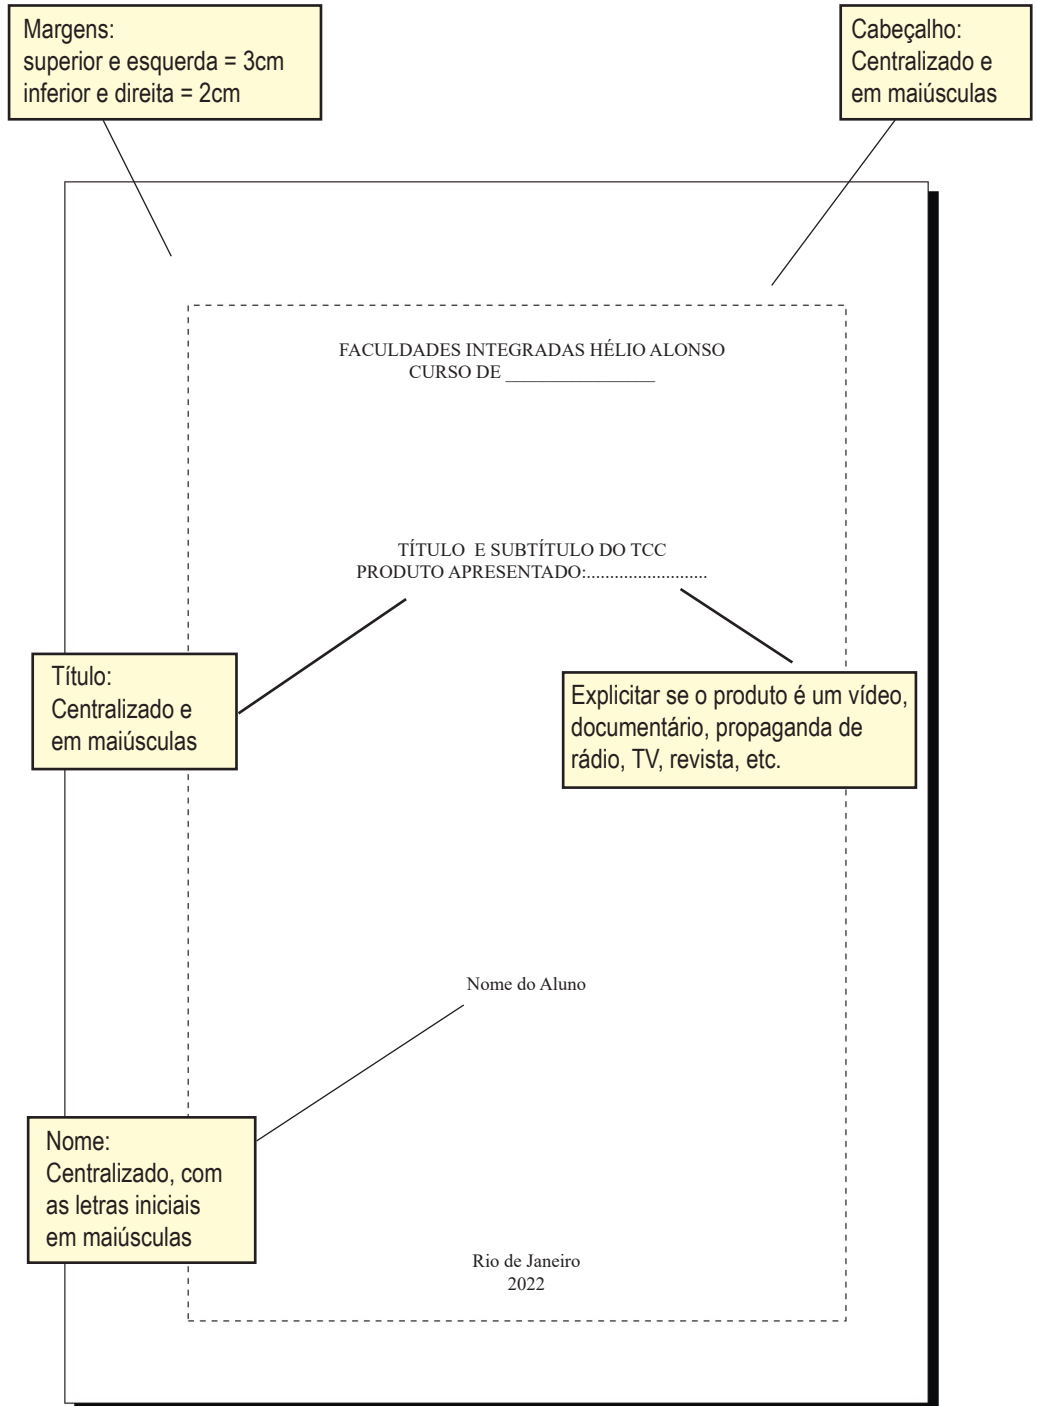 Margens:
superior e esquerda = 3cm
inferior e direita = 2cm
Cabeçalho:
Centralizado e
em maiúsculas
FACULDADES INTEGRADAS HÉLIO ALONSO
CURSO DE ________________
TÍTULO  E SUBTÍTULO DO TCC
PRODUTO APRESENTADO:..........................
Título:
Centralizado e
em maiúsculas
Explicitar se o produto é um vídeo,
documentário, propaganda de
rádio, TV, revista, etc.
Nome do Aluno
Nome:
Centralizado, com
as letras iniciais
em maiúsculas
Rio de Janeiro
2022